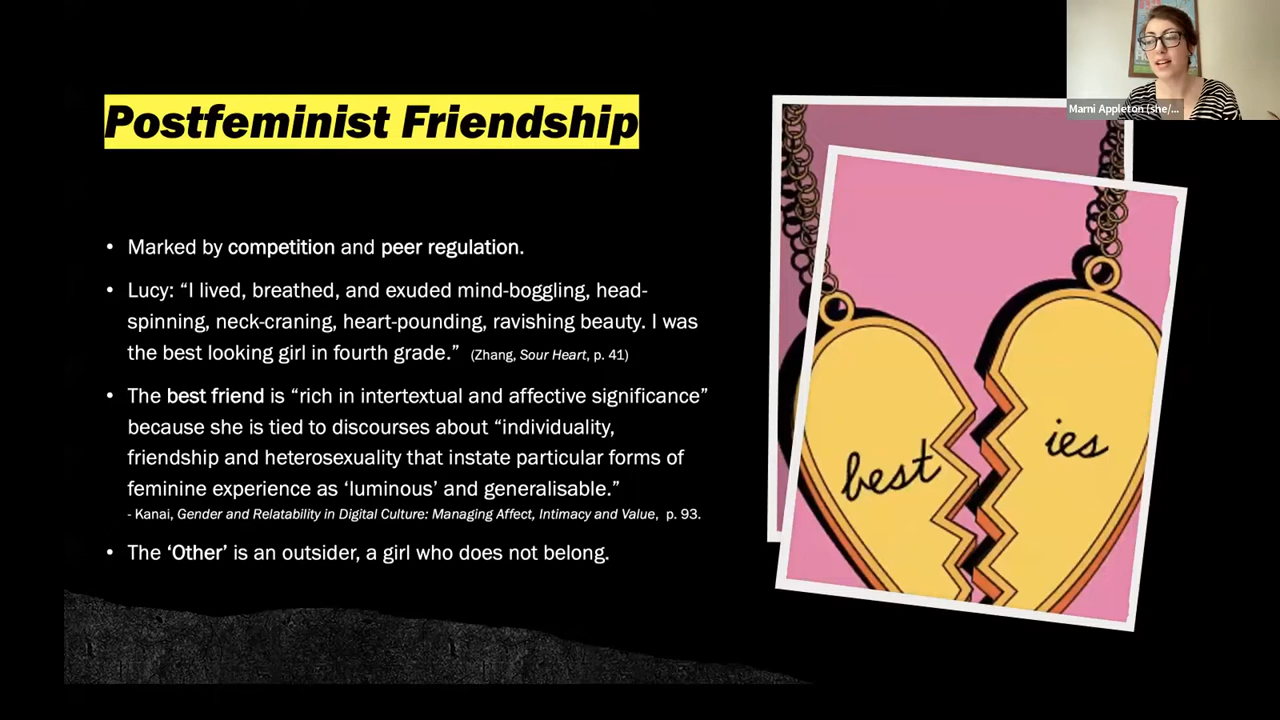 Marni Appleton (she/...
Postfeminist Friendship
• Marked by competition and peer regulation.
• Lucy: “I lived, breathed, and exuded mind-boggling, head-
spinning, neck-craning, heart-pounding, ravishing beauty. I was
the best looking girl in fourth grade.” (Zhang, Sour Heart, p. 41)
• The best friend is “rich in intertextual and affective significance”
because she is tied to discourses about “individuality,
friendship and heterosexuality that instate particular forms of
feminine experience as ‘luminous’ and generalisable.”
- Kanai, Gender and Relatability in Digital Culture: Managing Affect, Intimacy and Value, p. 93.
• The ‘Other’ is an outsider, a girl who does not belong.
best
ies